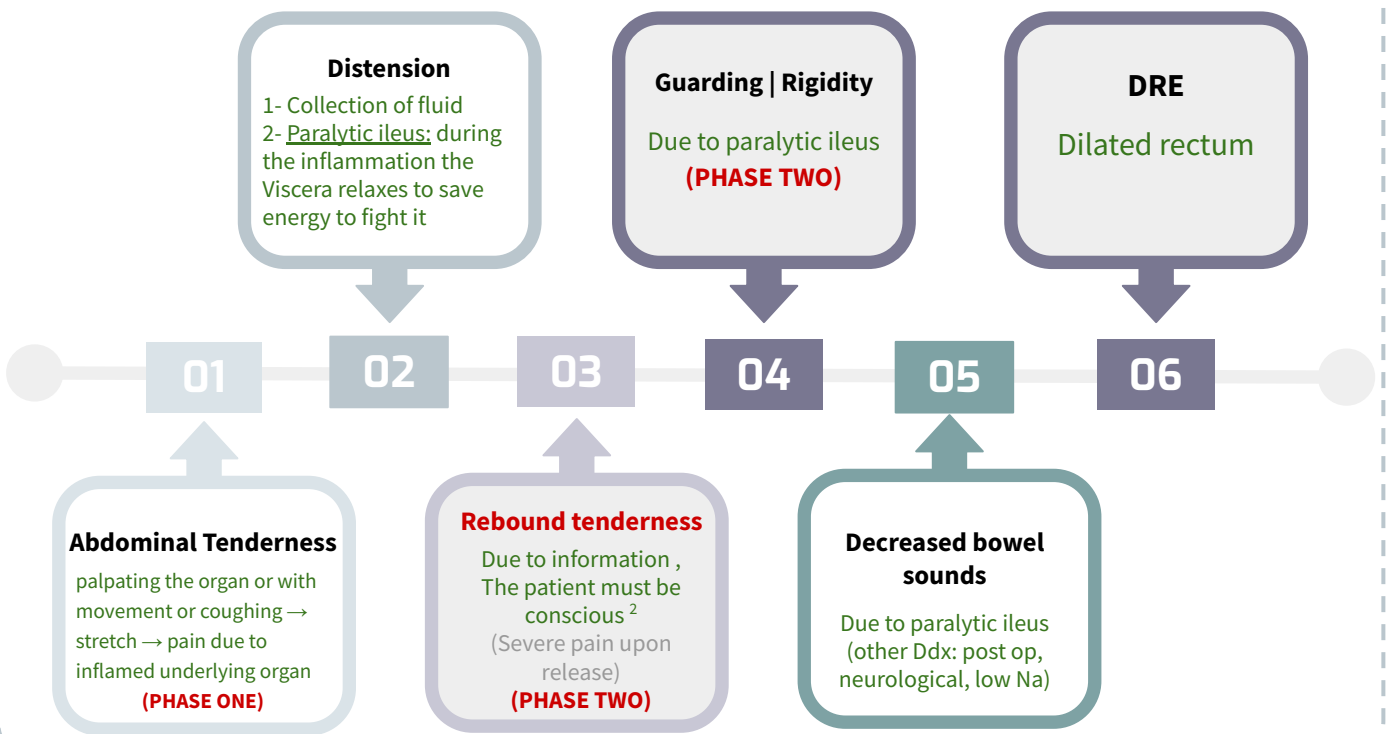 Distension
1- Collection of fluid
2- Paralytic ileus: during
the inflammation the
Viscera relaxes to save
energy to fight it
Guarding | Rigidity
Due to paralytic ileus
(PHASE TWO)
DRE
Dilated rectum
01
02
03
04
05
06
Abdominal Tenderness
palpating the organ or with
movement or coughing →
stretch → pain due to
inflamed underlying organ
(PHASE ONE)
Rebound tenderness
Due to information ,
The patient must be
conscious ²
(Severe pain upon
release)
(PHASE TWO)
Decreased bowel
sounds
Due to paralytic ileus
(other Ddx: post op,
neurological, low Na)